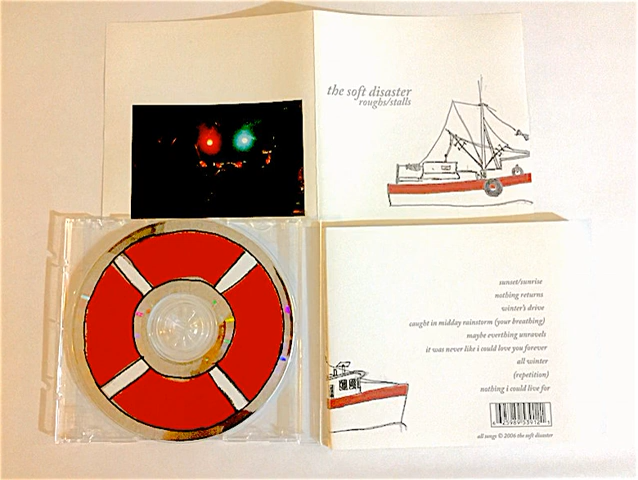 the soft disaster
roughs/stalls
sunset/sunrise
nothing returns
winter's drive
caught in midday rainstorm (your breathing)
maybe everthing unravels
it was never like i could love you forever
all winter
(repetition)
nothing i could live for
all songs © 2006 the soft disaster